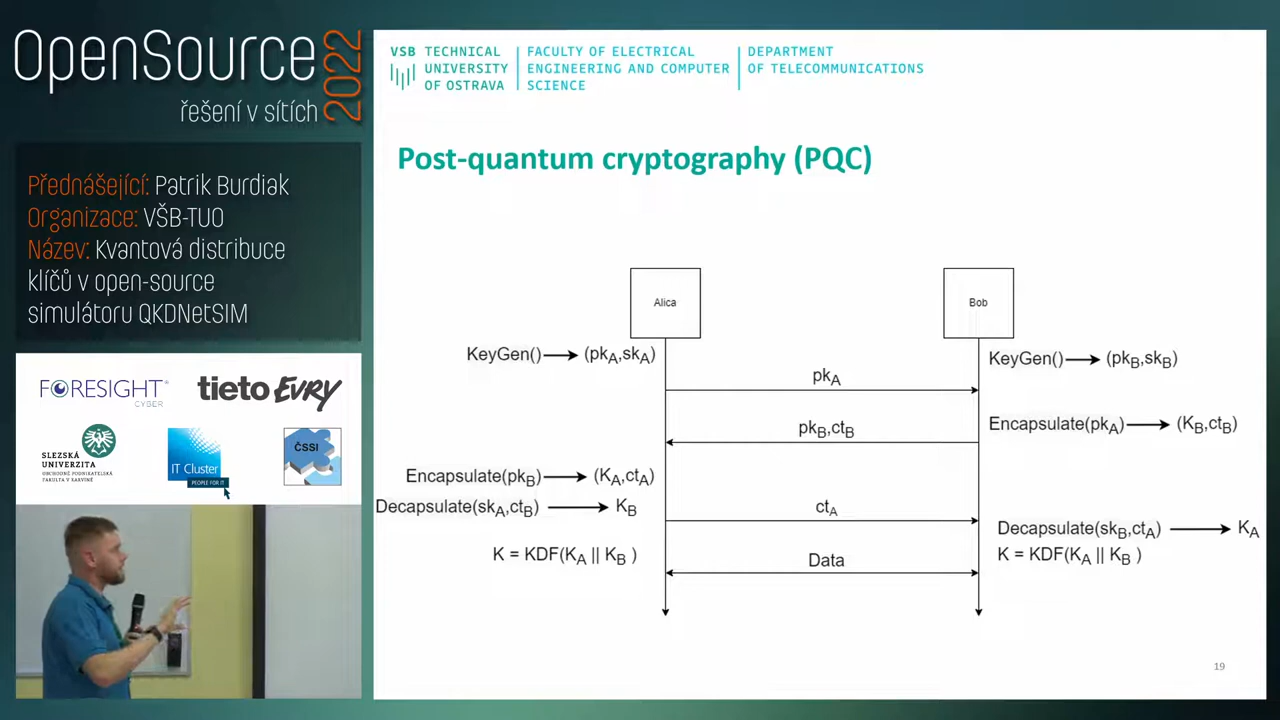 OpenSource
řešení v sítích
2022
Přednášející: Patrik Burdiak
Organizace: VŠB-TUO
Název: Kvantová distribuce
klíčů v open-source
simulátoru QKDNetSIM
FORESIGHT
CYBER
tieto EVRY
SLEZSKÁ
UNIVERZITA
OBCHODNĚ PODNIKATELSKÁ
FAKULTA V KARVINÉ
IT Cluster
PEOPLE FOR IT
ČSSI
VSB TECHNICAL
UNIVERSITY
OF OSTRAVA
FACULTY OF ELECTRICAL
ENGINEERING AND COMPUTER
SCIENCE
DEPARTMENT
OF TELECOMMUNICATIONS
Post-quantum cryptography (PQC)
Alica
Bob
KeyGen() (pkA,skA)
KeyGen() (pkB,skB)
pkA
Encapsulate(pkA) (KB,ctB)
pkB,ctB
Encapsulate(pkB) (KA,ctA)
Decapsulate(skA,ctB) KB
ctA
Decapsulate(skB,ctA) KA
K = KDF(KA || KB )
Data
K = KDF(KA || KB )
19